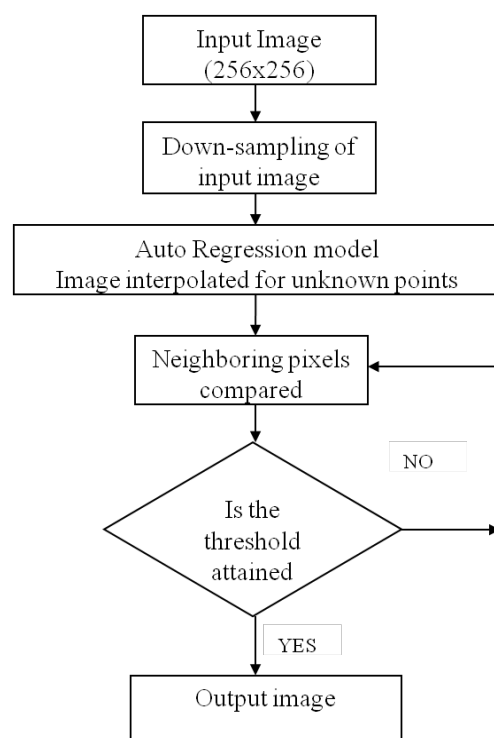 Input Image
(256x256)
Down-sampling of
input image
Auto Regression model
Image interpolated for unknown points
Neighboring pixels
compared
NO
Is the
threshold
attained
YES
Output image